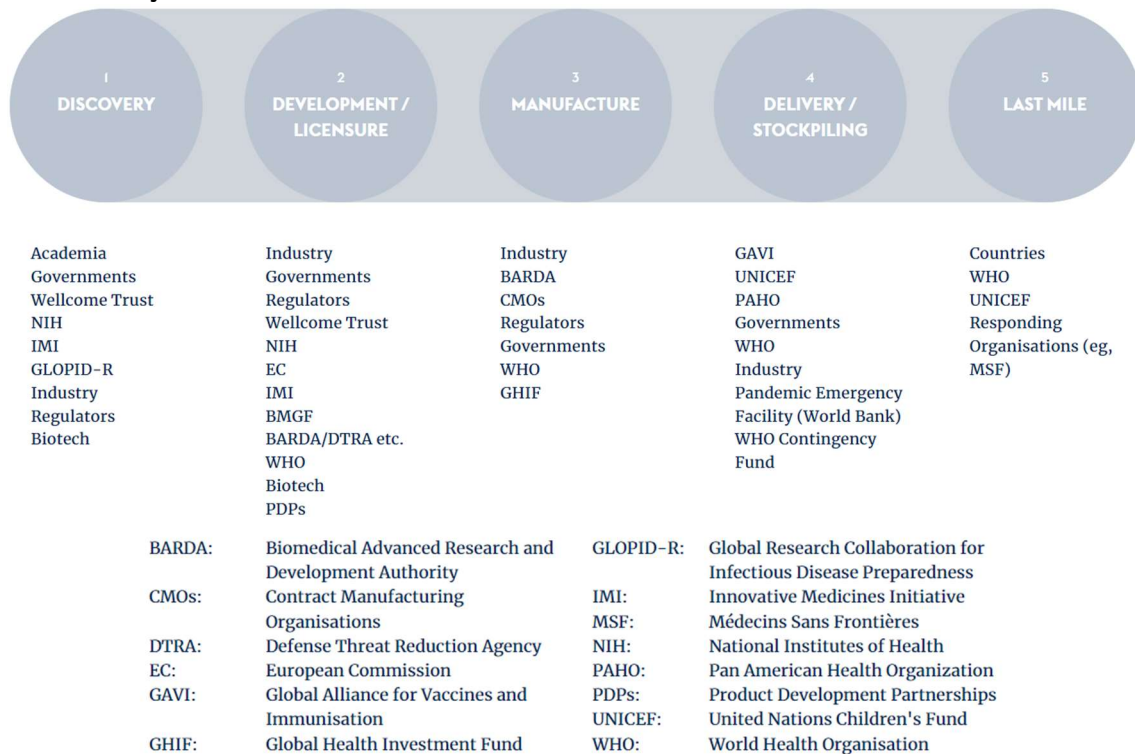 1
DISCOVERY
2
DEVELOPMENT /
LICENSURE
3
MANUFACTURE
4
DELIVERY /
STOCKPILING
5
LAST MILE
Academia
Governments
Wellcome Trust
NIH
IMI
GLOPID-R
Industry
Regulators
Biotech
Industry
Governments
Regulators
Wellcome Trust
NIH
EC
IMI
BMGF
BARDA/DTRA etc.
WHO
Biotech
PDPs
Industry
BARDA
CMOs
Regulators
Governments
WHO
GHIF
GAVI
UNICEF
PAHO
Governments
WHO
Industry
Pandemic Emergency
Facility (World Bank)
WHO Contingency
Fund
Countries
WHO
UNICEF
Responding
Organisations (eg,
MSF)
BARDA: Biomedical Advanced Research and
Development Authority
CMOs: Contract Manufacturing
Organisations
DTRA: Defense Threat Reduction Agency
EC: European Commission
GAVI: Global Alliance for Vaccines and
Immunisation
GHIF: Global Health Investment Fund
GLOPID-R: Global Research Collaboration for
Infectious Disease Preparedness
IMI: Innovative Medicines Initiative
MSF: Médecins Sans Frontières
NIH: National Institutes of Health
PAHO: Pan American Health Organization
PDPs: Product Development Partnerships
UNICEF: United Nations Children's Fund
WHO: World Health Organisation